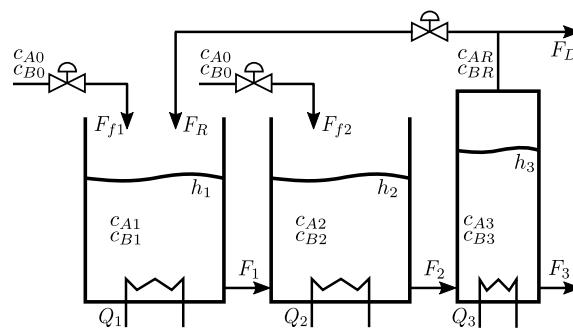 c_{A0}
c_{B0}
c_{A0}
c_{B0}
c_{AR}
c_{BR}
F_D
F_{f1}
F_R
F_{f2}
h_1
h_2
h_3
c_{A1}
c_{B1}
c_{A2}
c_{B2}
c_{A3}
c_{B3}
F_1
F_2
F_3
Q_1
Q_2
Q_3